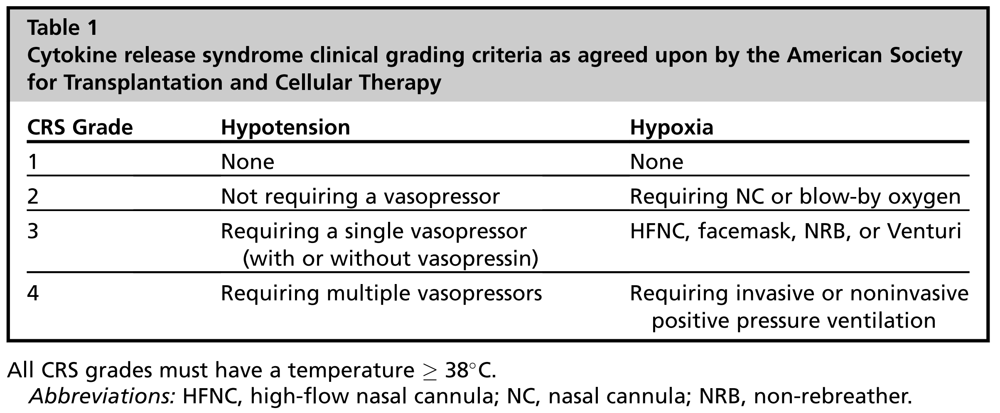 Table 1
Cytokine release syndrome clinical grading criteria as agreed upon by the American Society
for Transplantation and Cellular Therapy
CRS Grade Hypotension Hypoxia
1 None None
2 Not requiring a vasopressor Requiring NC or blow-by oxygen
3 Requiring a single vasopressor HFNC, facemask, NRB, or Venturi
(with or without vasopressin)
4 Requiring multiple vasopressors Requiring invasive or noninvasive
positive pressure ventilation
All CRS grades must have a temperature ≥ 38°C.
Abbreviations: HFNC, high-flow nasal cannula; NC, nasal cannula; NRB, non-rebreather.